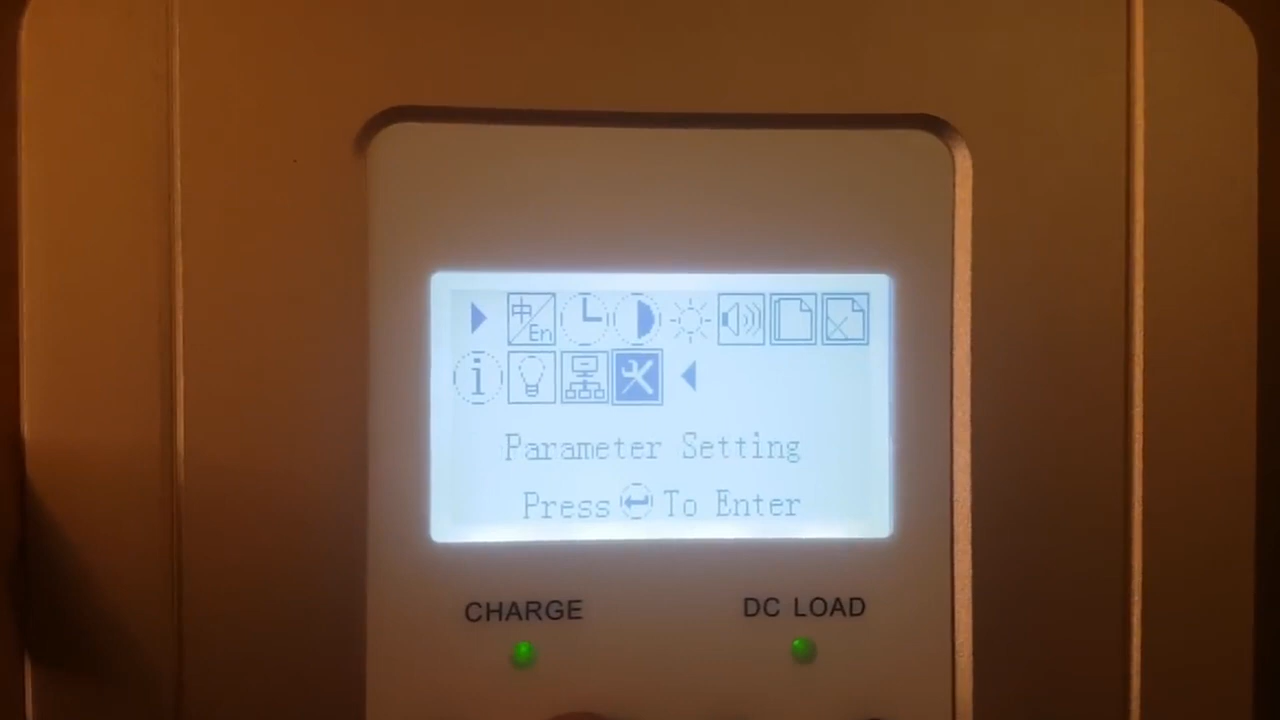 中/En
i
Parameter Setting
Press To Enter
CHARGE
DC LOAD